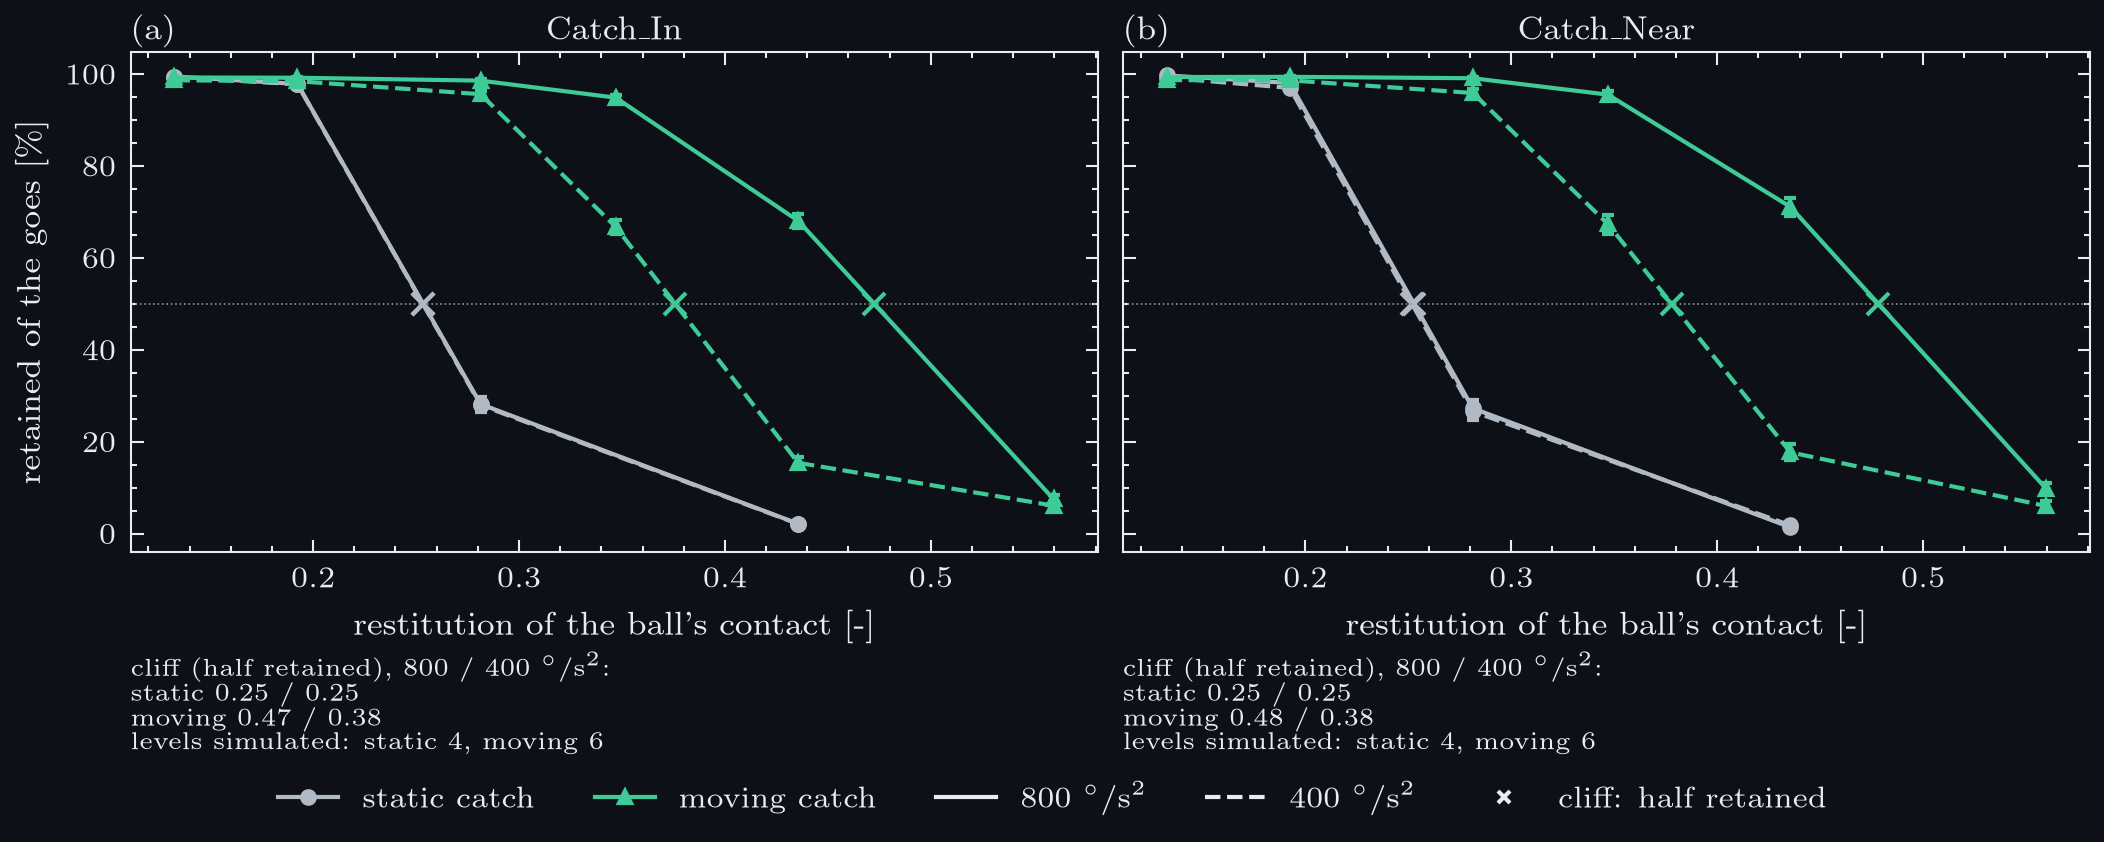 (a) Catch_In
(b) Catch_Near
retained of the goes [%]
100
80
60
40
20
0
0.2 0.3 0.4 0.5
0.2 0.3 0.4 0.5
restitution of the ball's contact [-]
restitution of the ball's contact [-]
cliff (half retained), 800 / 400 °/s²:
static 0.25 / 0.25
moving 0.47 / 0.38
levels simulated: static 4, moving 6
cliff (half retained), 800 / 400 °/s²:
static 0.25 / 0.25
moving 0.48 / 0.38
levels simulated: static 4, moving 6
static catch moving catch 800 °/s² 400 °/s² cliff: half retained